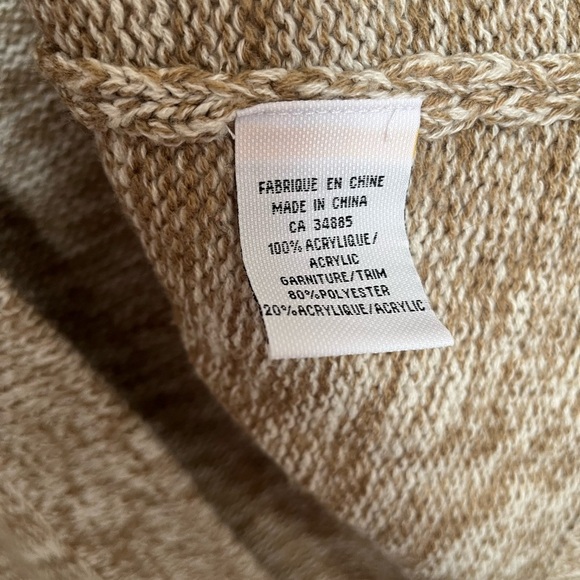 FABRIQUE EN CHINE
MADE IN CHINA
CA 34885
100% ACRYLIQUE/
ACRYLIC
GARNITURE/TRIM
80%POLYESTER
20%ACRYLIQUE/ACRYLIC